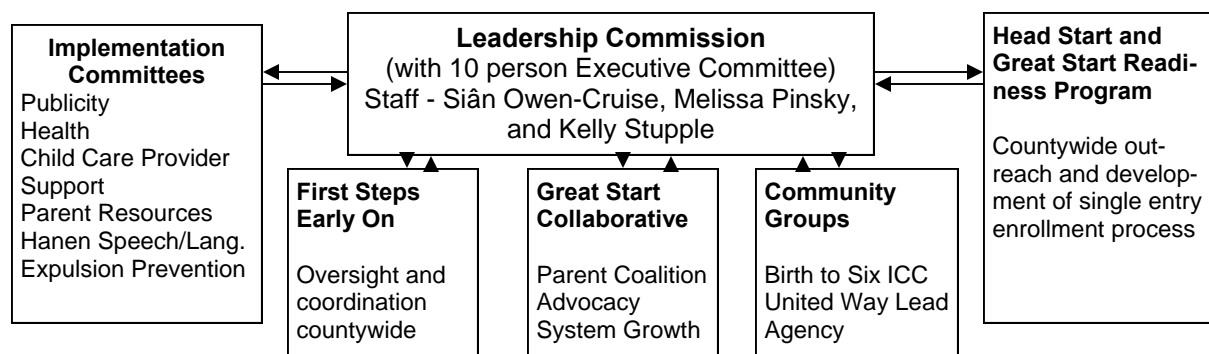 Implementation
Committees
Publicity
Health
Child Care Provider
Support
Parent Resources
Hanen Speech/Lang.
Expulsion Prevention
Leadership Commission
(with 10 person Executive Committee)
Staff - Siân Owen-Cruise, Melissa Pinsky,
and Kelly Stupple
Head Start and
Great Start Readi-
ness Program
Countywide out-
reach and develop-
ment of single entry
enrollment process
First Steps
Early On
Oversight and
coordination
countywide
Great Start
Collaborative
Parent Coalition
Advocacy
System Growth
Community
Groups
Birth to Six ICC
United Way Lead
Agency